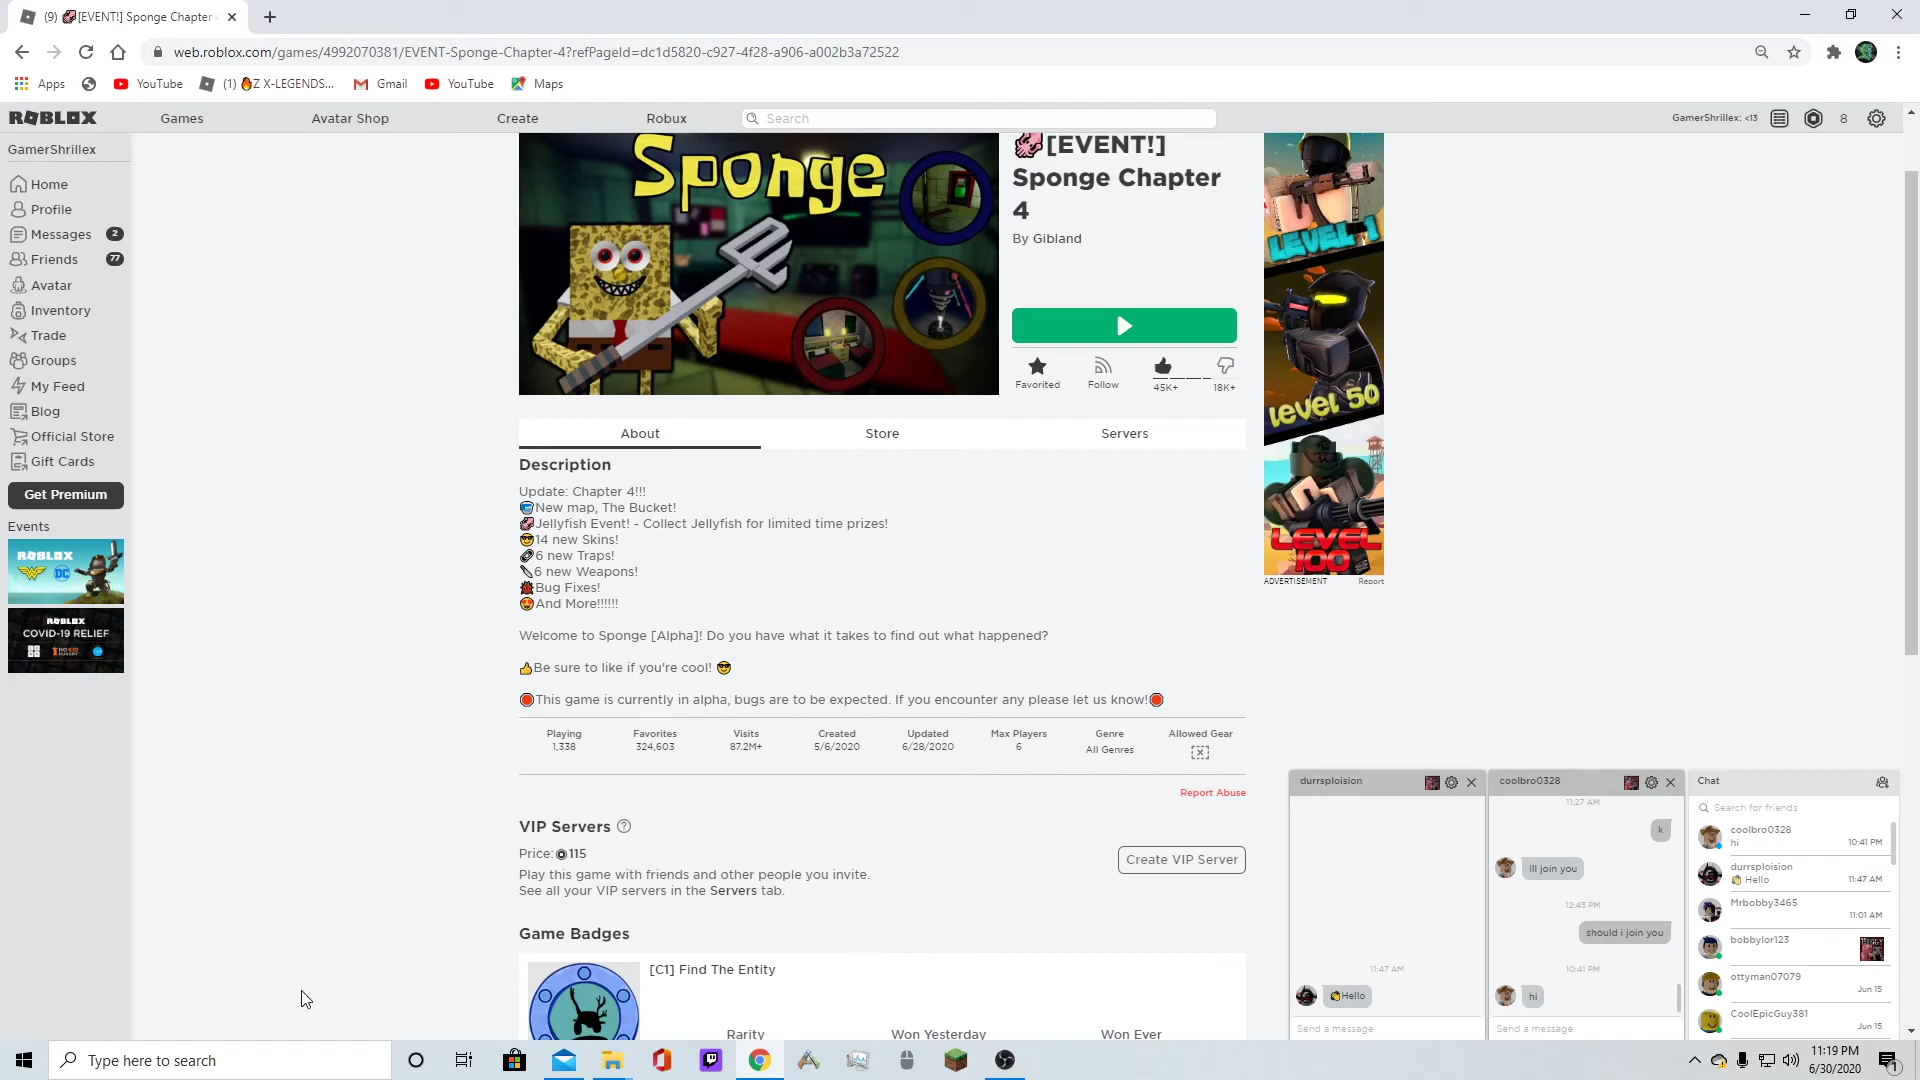 (9) 🦑[EVENT!] Sponge Chapter
web.roblox.com/games/4992070381/EVENT-Sponge-Chapter-4?refPageId=dc1d5820-c927-4f28-a906-a002b3a72522
Apps
YouTube
(1) 🔥Z X-LEGENDS...
Gmail
YouTube
Maps
ROBLOX
Games
Avatar Shop
Create
Robux
Search
GamerShrillex: <13
8
GamerShrillex
Home
Profile
Messages 2
Friends 77
Avatar
Inventory
Trade
Groups
My Feed
Blog
Official Store
Gift Cards
Get Premium
Events
ROBLOX
DC
ROBLOX
COVID-19 RELIEF
Sponge
🦑[EVENT!]
Sponge Chapter
4
By Gibland
Favorited
Follow
45K+
18K+
LEVEL 1
LEVEL 50
LEVEL
100
ADVERTISEMENT
Report
About
Store
Servers
Description
Update: Chapter 4!!!
New map, The Bucket!
🦑Jellyfish Event! - Collect Jellyfish for limited time prizes!
😎14 new Skins!
6 new Traps!
6 new Weapons!
🐞Bug Fixes!
😍And More!!!!!!
Welcome to Sponge [Alpha]! Do you have what it takes to find out what happened?
👍Be sure to like if you're cool! 😎
🛑This game is currently in alpha, bugs are to be expected. If you encounter any please let us know!🛑
Playing Favorites Visits Created Updated Max Players Genre Allowed Gear
1,338 324,603 87.2M+ 5/6/2020 6/28/2020 6 All Genres
Report Abuse
VIP Servers
Price: 115
Play this game with friends and other people you invite.
See all your VIP servers in the Servers tab.
Create VIP Server
Game Badges
[C1] Find The Entity
Rarity Won Yesterday Won Ever
durrsploision
11:47 AM
👋Hello
Send a message
coolbro0328
11:27 AM
k
Ill join you
12:43 PM
should i join you
10:41 PM
hi
Send a message
Chat
Search for friends
coolbro0328
hi 10:41 PM
durrsploision
👋 Hello 11:47 AM
Mrbobby3465
11:01 AM
bobbylor123
ottyman07079
Jun 15
CoolEpicGuy381
Jun 15
Type here to search
11:19 PM
6/30/2020
1